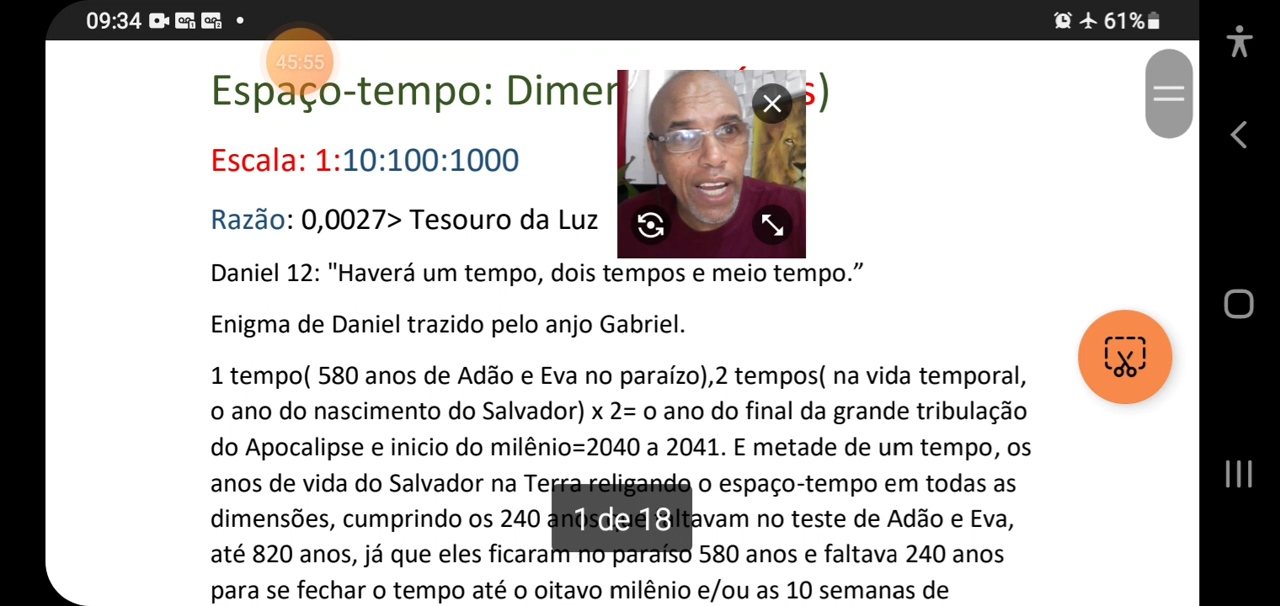 09:34
61%
45:55
Espaço-tempo: Dimen s)
Escala: 1:10:100:1000
Razão: 0,0027> Tesouro da Luz
Daniel 12: "Haverá um tempo, dois tempos e meio tempo.”
Enigma de Daniel trazido pelo anjo Gabriel.
1 tempo( 580 anos de Adão e Eva no paraízo),2 tempos( na vida temporal,
o ano do nascimento do Salvador) x 2= o ano do final da grande tribulação
do Apocalipse e inicio do milênio=2040 a 2041. E metade de um tempo, os
anos de vida do Salvador na Terra religando o espaço-tempo em todas as
dimensões, cumprindo os 240 anos que faltavam no teste de Adão e Eva,
1 de 18
até 820 anos, já que eles ficaram no paraíso 580 anos e faltava 240 anos
para se fechar o tempo até o oitavo milênio e/ou as 10 semanas de